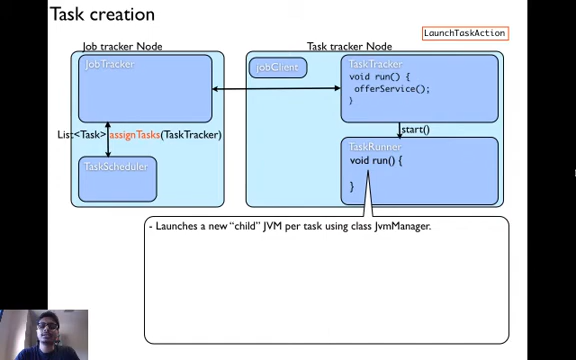 Task creation
LaunchTaskAction
Job tracker Node
Task tracker Node
JobTracker
jobClient
TaskTracker
void run() {
offerService();
}
List<Task> assignTasks(TaskTracker)
start()
TaskScheduler
TaskRunner
void run() {
}
- Launches a new “child” JVM per task using class JvmManager.